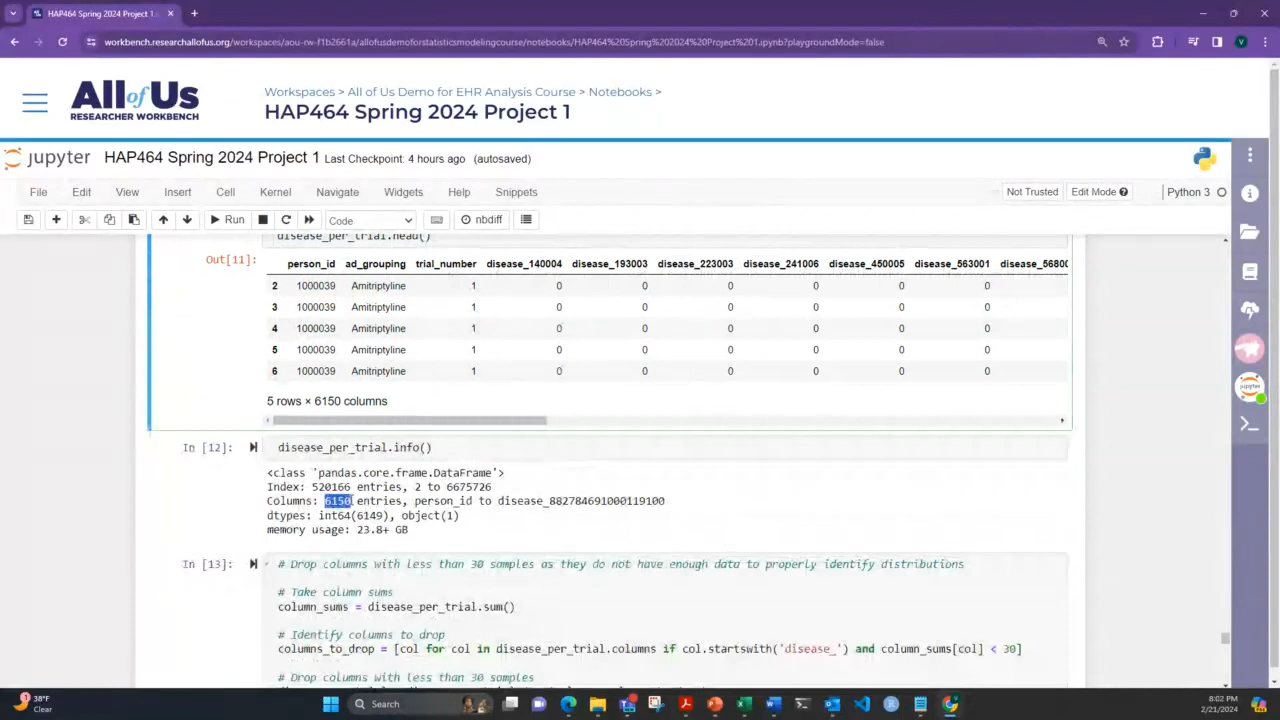 HAP464 Spring 2024 Project 1
workbench.researchallofus.org/workspaces/aou-rw-f1b2661a/allofusdemoforstatisticsmodelingcourse/notebooks/HAP464%20Spring%202024%20Project%201.ipynb?playgroundMode=false
V
All of Us
RESEARCHER WORKBENCH
Workspaces > All of Us Demo for EHR Analysis Course > Notebooks >
HAP464 Spring 2024 Project 1
jupyter HAP464 Spring 2024 Project 1 Last Checkpoint: 4 hours ago (autosaved)
File Edit View Insert Cell Kernel Navigate Widgets Help Snippets Not Trusted Edit Mode Python 3
Run Code nbdiff
disease_per_trial.head()
Out[11]:
person_id ad_grouping trial_number disease_140004 disease_193003 disease_223003 disease_241006 disease_450005 disease_563001 disease_56800
2 1000039 Amitriptyline 1 0 0 0 0 0 0
3 1000039 Amitriptyline 1 0 0 0 0 0 0
4 1000039 Amitriptyline 1 0 0 0 0 0 0
5 1000039 Amitriptyline 1 0 0 0 0 0 0
6 1000039 Amitriptyline 1 0 0 0 0 0 0
5 rows × 6150 columns
In [12]: disease_per_trial.info()
<class 'pandas.core.frame.DataFrame'>
Index: 520166 entries, 2 to 6675726
Columns: 6150 entries, person_id to disease_882784691000119100
dtypes: int64(6149), object(1)
memory usage: 23.8+ GB
In [13]: # Drop columns with less than 30 samples as they do not have enough data to properly identify distributions
# Take column sums
column_sums = disease_per_trial.sum()
# Identify columns to drop
columns_to_drop = [col for col in disease_per_trial.columns if col.startswith('disease_') and column_sums[col] < 30]
# Drop columns with less than 30 samples
38°F
Clear
Search
8:02 PM
2/21/2024